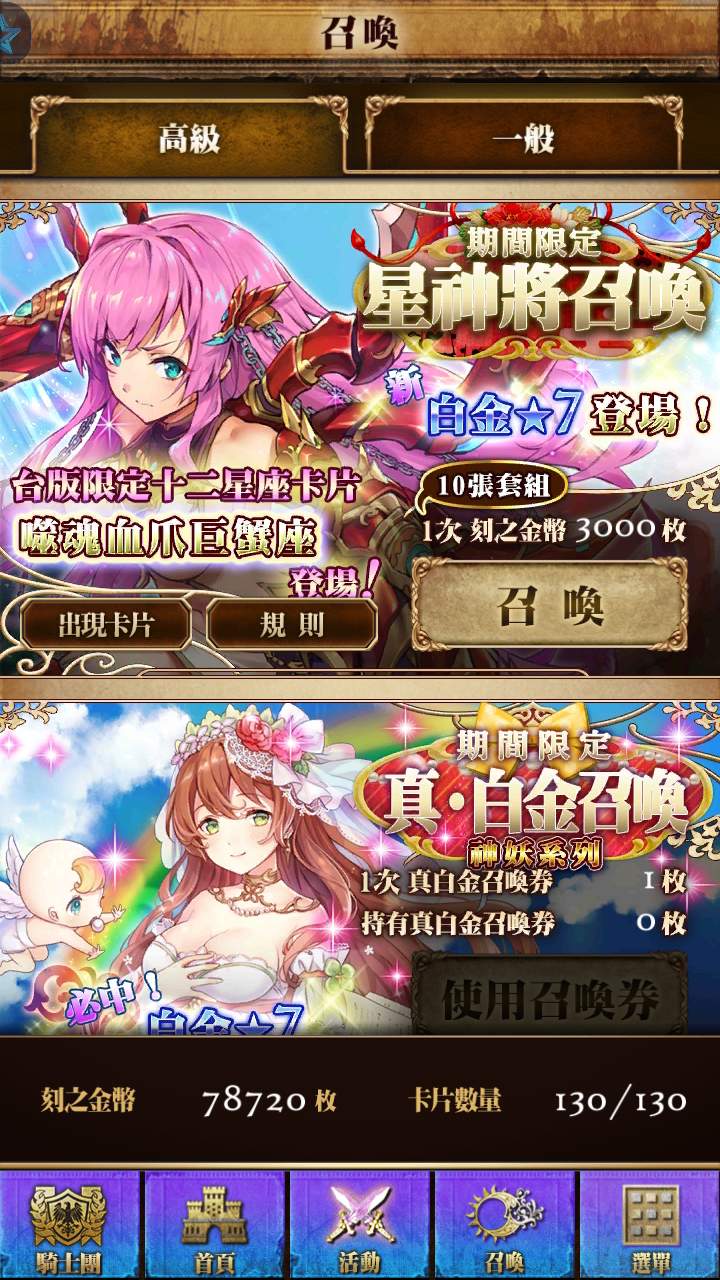 召喚
高級
一般
期間限定
星神將召喚
新 白金★7登場！
台版限定十二星座卡片
噬魂血爪巨蟹座
登場！
10張套組
1次 刻之金幣 3000 枚
出現卡片
規則
召喚
期間限定
真·白金召喚
神妖系列
1次 真白金召喚券 1 枚
持有真白金召喚券 0 枚
必中！
白金★7
使用召喚券
刻之金幣 78720 枚
卡片數量 130/130
騎士團
首頁
活動
召喚
選單